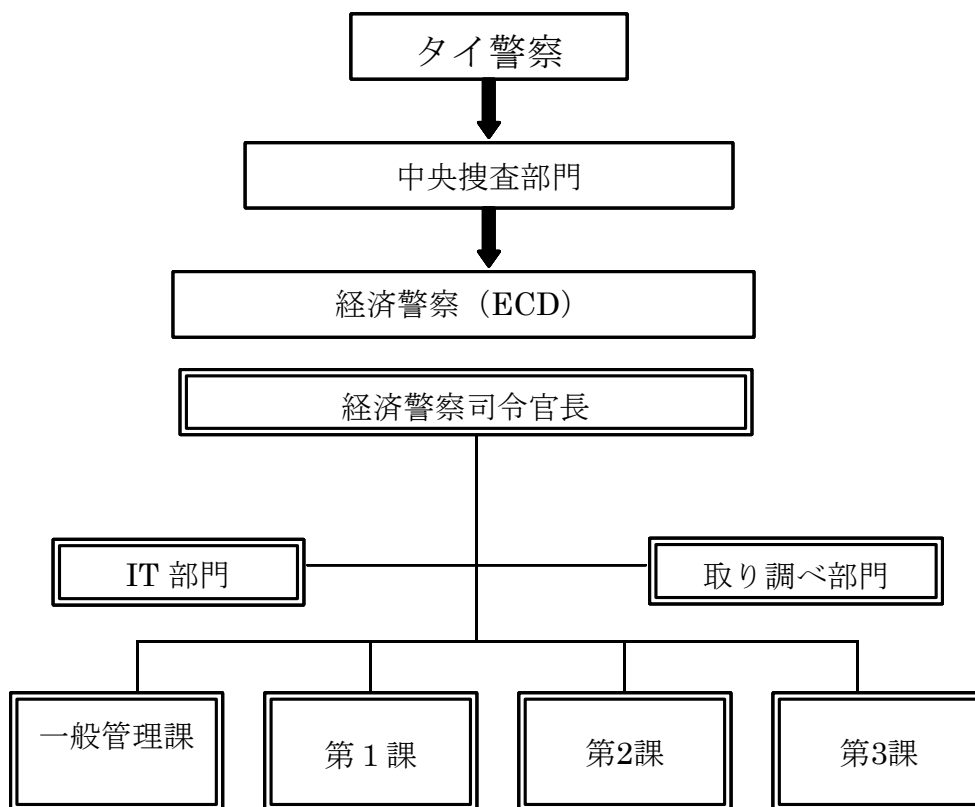 タイ警察
中央捜査部門
経済警察（ECD）
経済警察司令官長
IT 部門
取り調べ部門
一般管理課
第１課
第2課
第3課